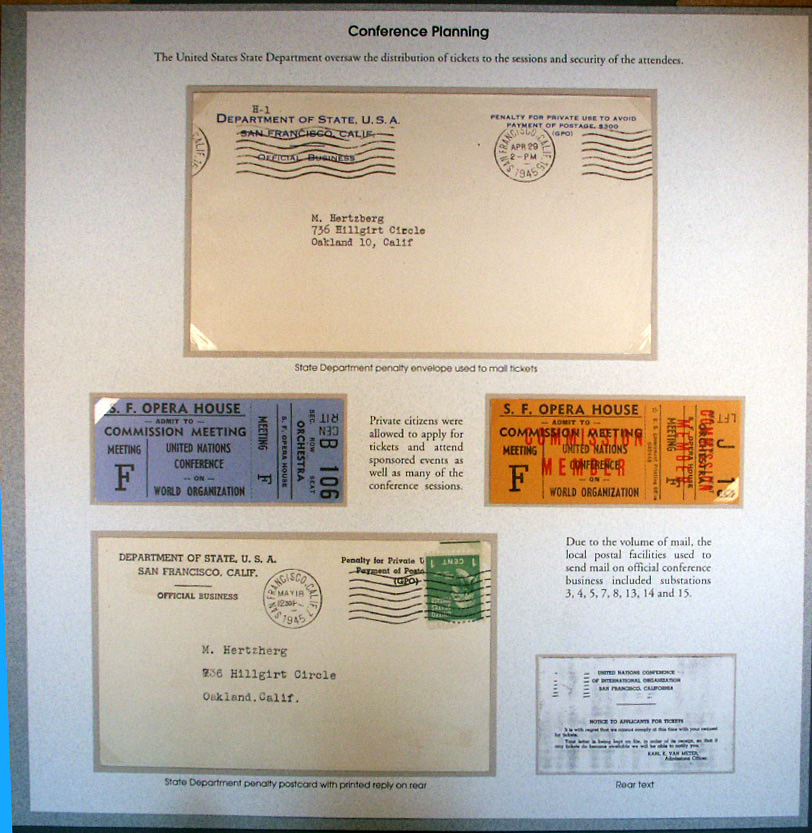 Conference Planning
The United States State Department oversaw the distribution of tickets to the sessions and security of the attendees.
H-1
DEPARTMENT OF STATE, U. S. A.
SAN FRANCISCO, CALIF.
OFFICIAL BUSINESS
PENALTY FOR PRIVATE USE TO AVOID
PAYMENT OF POSTAGE, $300
(GPO)
SAN FRANCISCO, CALIF.
APR 29
2-PM
1945
M. Hertzberg
736 Hillgirt Circle
Oakland 10, Calif
State Department penalty envelope used to mail tickets
S. F. OPERA HOUSE
ADMIT TO
COMMISSION MEETING
MEETING
F
UNITED NATIONS
CONFERENCE
ON
WORLD ORGANIZATION
MEETING
F
S. F. OPERA HOUSE
SEC. ROW SEAT
ORCHESTRA
CEN RIT
B 106
Private citizens were
allowed to apply for
tickets and attend
sponsored events as
well as many of the
conference sessions.
S. F. OPERA HOUSE
ADMIT TO
COMMISSION MEETING
MEETING
F
UNITED NATIONS
CONFERENCE
ON
WORLD ORGANIZATION
COMMISSION
MEMBER
MEETING
F
ORCHESTRA
COMMISSION
MEMBER
LFT
J
DEPARTMENT OF STATE, U. S. A.
SAN FRANCISCO, CALIF.
OFFICIAL BUSINESS
SAN FRANCISCO, CALIF.
MAY 18
1945
Penalty for Private U
Payment of Posta
(GPO)
1 CENT 1
M. Hertzherg
736 Hillgirt Circle
Oakland.Calif.
State Department penalty postcard with printed reply on rear
Due to the volume of mail, the
local postal facilities used to
send mail on official conference
business included substations
3, 4, 5, 7, 8, 13, 14 and 15.
UNITED NATIONS CONFERENCE
OF INTERNATIONAL ORGANIZATION
SAN FRANCISCO, CALIFORNIA
NOTICE TO APPLICANTS FOR TICKETS
It is with regret that we cannot comply at this time with your request
for tickets.
Your letter is being kept on file, in order of its receipt, so that if
any tickets do become available we will be able to notify you.
KARL E. VAN METER,
Admissions Officer
Rear text